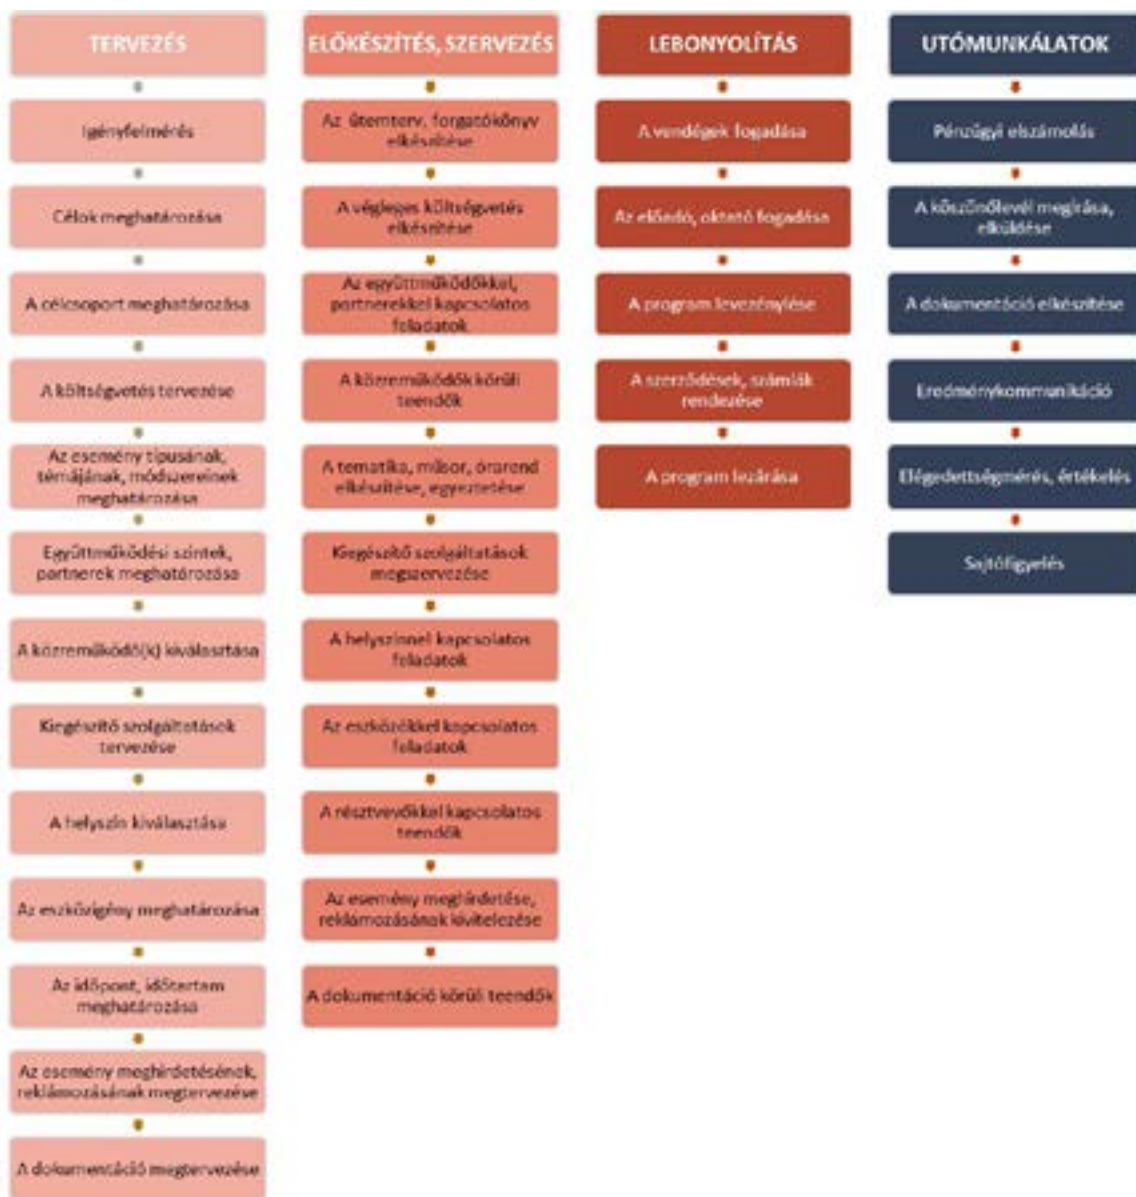 TERVEZÉS
Igényfelmérés
Célok meghatározása
A célcsoport meghatározása
A költségvetés tervezése
Az esemény típusának,
témájának, módszereinek
meghatározása
Együttműködési szintek,
partnerek meghatározása
A közreműködő(k) kiválasztása
Kiegészítő szolgáltatások
tervezése
A helyszín kiválasztása
Az eszközigény meghatározása
Az időpont, időtartam
meghatározása
Az esemény meghirdetésének,
reklámozásának megtervezése
A dokumentáció megtervezése
ELŐKÉSZÍTÉS, SZERVEZÉS
Az ütemterv, forgatókönyv
elkészítése
A végleges költségvetés
elkészítése
Az együttműködőkkel,
partnerekkel kapcsolatos
feladatok
A közreműködők körüli
teendők
A tematika, műsor, órarend
elkészítése, egyeztetése
Kiegészítő szolgáltatások
megszervezése
A helyszínnel kapcsolatos
feladatok
Az eszközökkel kapcsolatos
feladatok
A résztvevőkkel kapcsolatos
teendők
Az esemény meghirdetése,
reklámozásának kivitelezése
A dokumentáció körüli teendők
LEBONYOLÍTÁS
A vendégek fogadása
Az előadó, oktató fogadása
A program levezénylése
A szerződések, számlák
rendezése
A program lezárása
UTÓMUNKÁLATOK
Pénzügyi elszámolás
A köszönőlevél megírása,
elküldése
A dokumentáció elkészítése
Eredménykommunikáció
Elégedettségmérés, értékelés
Sajtófigyelés